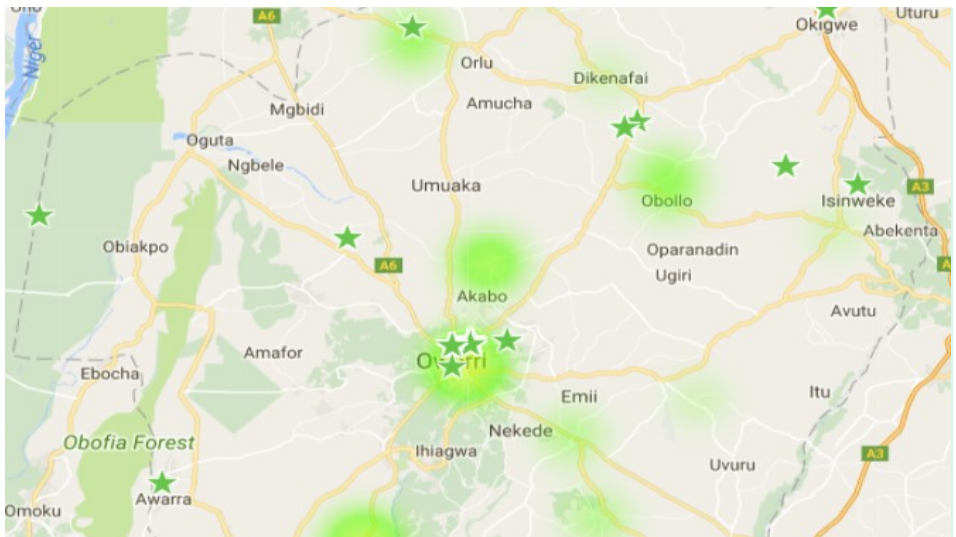 A6
Okigwe
Uturu
Niger
Orlu
Dikenafai
Mgbidi
Amucha
Oguta
Ngbele
Umuaka
Obollo
Isinweke
A3
Obiakpo
Oparanadin
Abekenta
A6
Ugiri
Akabo
Avutu
Amafor
Ebocha
Emii
Itu
Obofia Forest
Nekede
Ihiagwa
A3
Uvuru
Awarra
Omoku